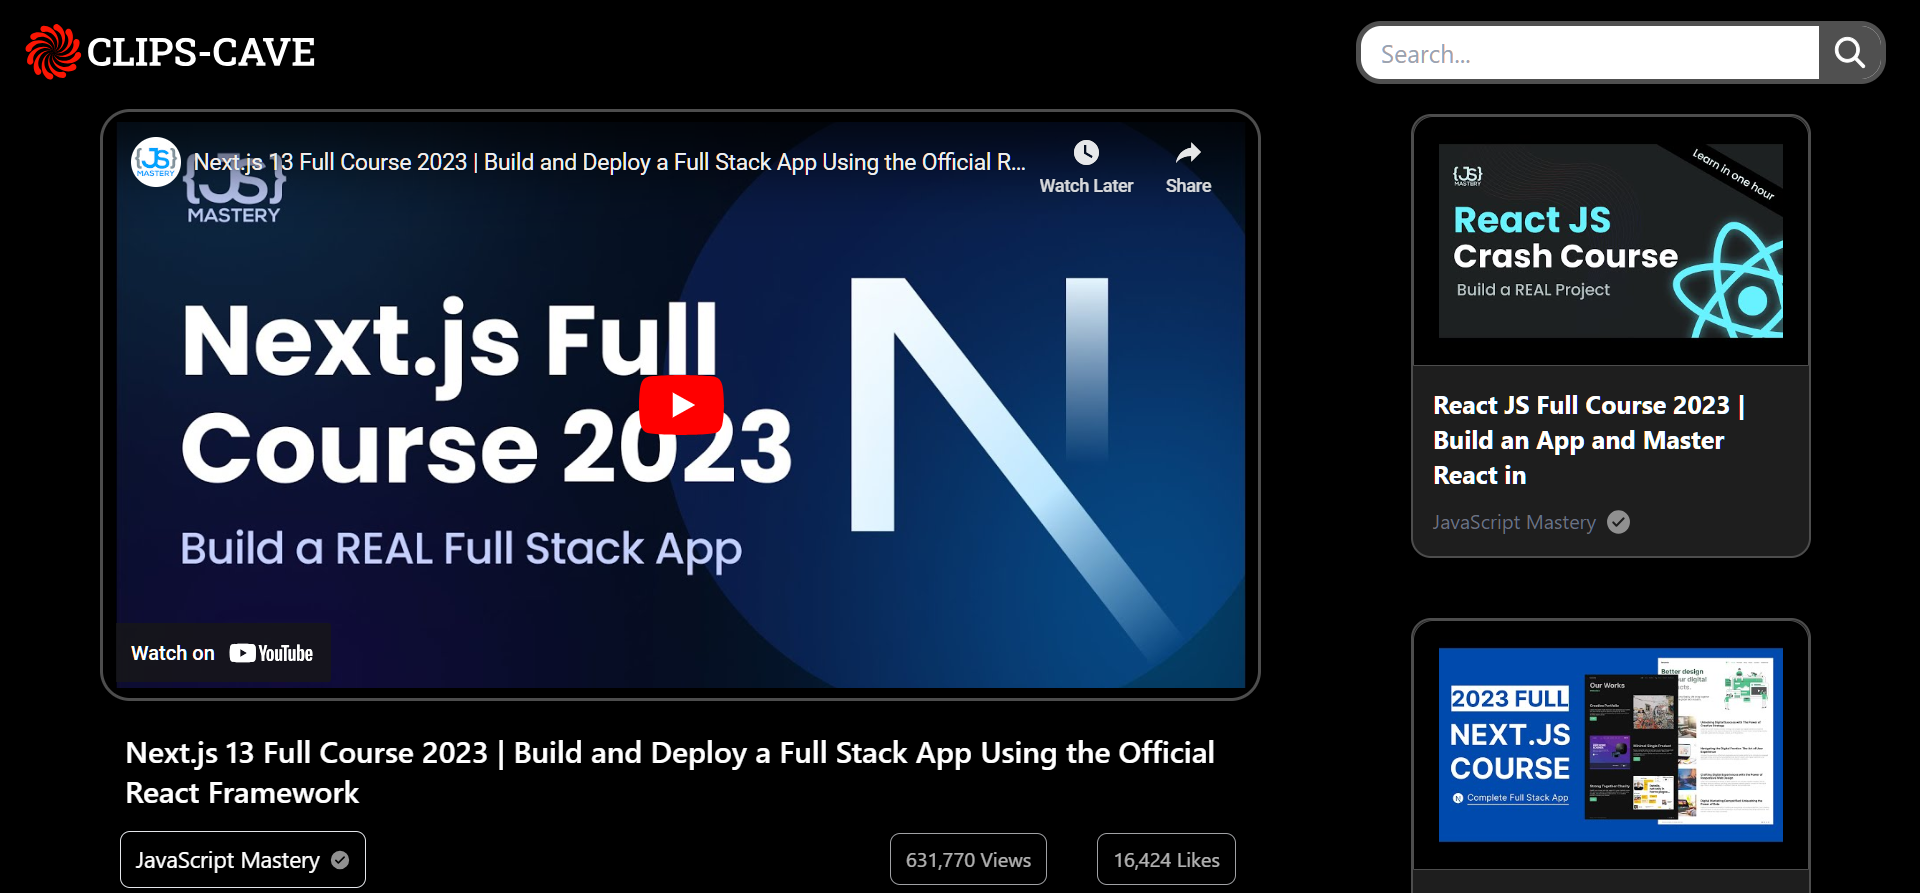 CLIPS-CAVE
Search...
Next.js 13 Full Course 2023 | Build and Deploy a Full Stack App Using the Official R...
Watch Later
Share
JS
MASTERY
{JS}
MASTERY
Next.js Full
Course 2023
Build a REAL Full Stack App
Watch on YouTube
Next.js 13 Full Course 2023 | Build and Deploy a Full Stack App Using the Official
React Framework
JavaScript Mastery
631,770 Views
16,424 Likes
{JS}
MASTERY
Learn in one hour
React JS
Crash Course
Build a REAL Project
React JS Full Course 2023 |
Build an App and Master
React in
JavaScript Mastery
2023 FULL
NEXT.JS
COURSE
N Complete Full Stack App
Our Works
Better design